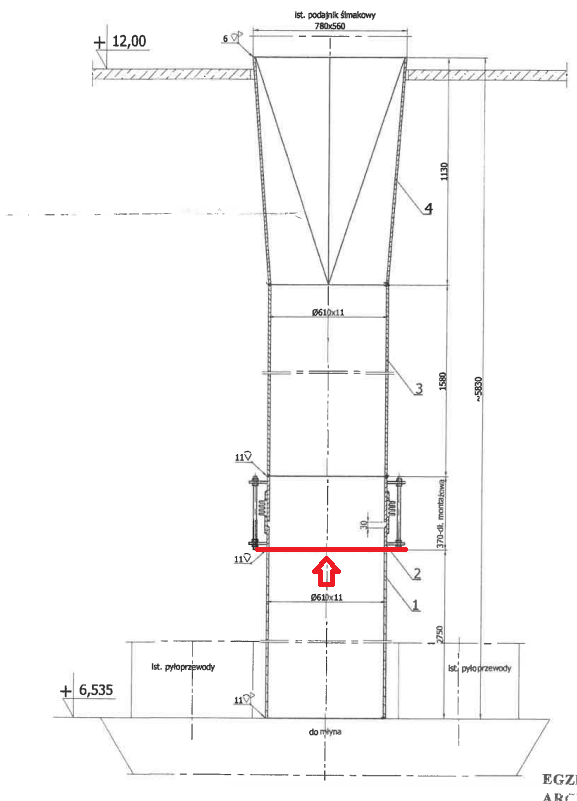 ist. podajnik ślimakowy
780x560
6
+ 12,00
1130
4
Ø610x11
3
1580
~5830
11
370-dł. montażowa
30
11
2
1
Ø610x11
2750
ist. pyłoprzewody
ist. pyłoprzewody
+ 6,535
11
do młyna